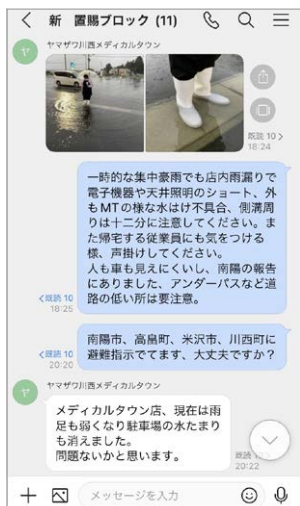 新 置賜ブロック (11)
ヤマザワ川西メディカルタウン
既読 10
18:24
一時的な集中豪雨でも店内雨漏りで
電子機器や天井照明のショート、外
もMTの様な水はけ不具合、側溝周
りは十二分に注意してください。ま
た帰宅する従業員にも気をつける
様、声掛けしてください。
人も車も見えにくいし、南陽の報告
にありました、アンダーパスなど道
路の低い所は要注意。
既読 10
18:25
南陽市、高畠町、米沢市、川西町に
避難指示でてます、大丈夫ですか？
既読 10
20:20
ヤマザワ川西メディカルタウン
メディカルタウン店、現在は雨
足も弱くなり駐車場の水たまり
も消えました。
問題ないかと思います。
既読
20:22
メッセージを入力